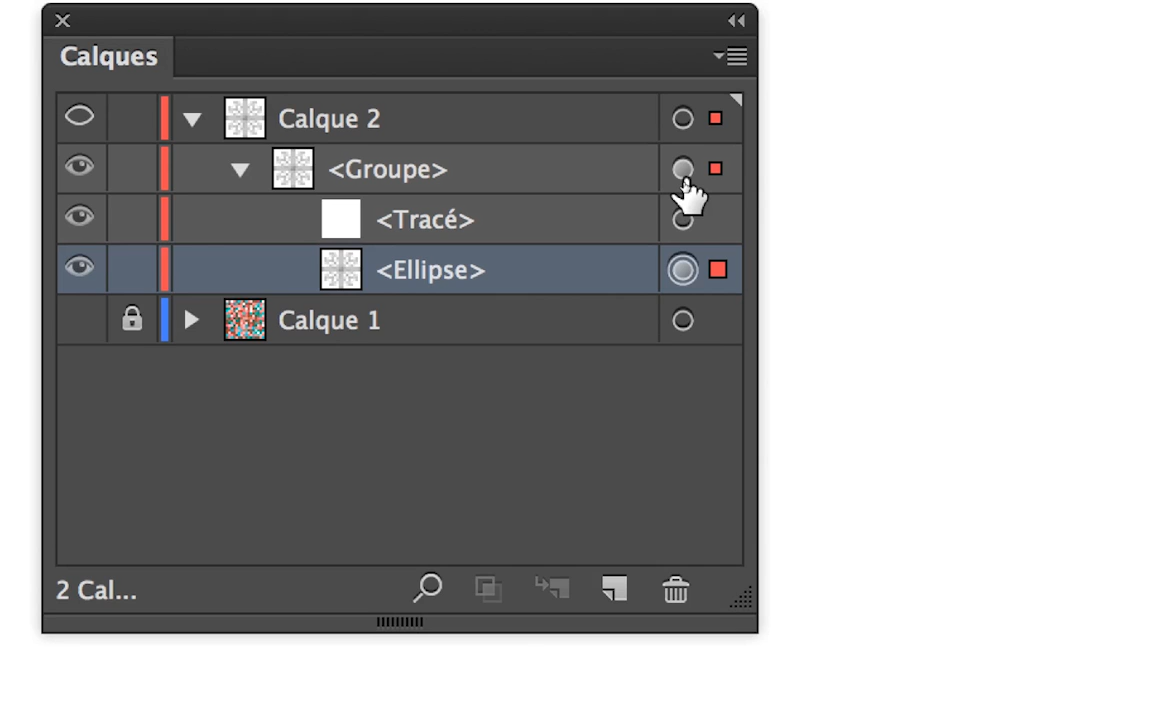 Calques
Calque 2
<Groupe>
<Tracé>
<Ellipse>
Calque 1
2 Cal...